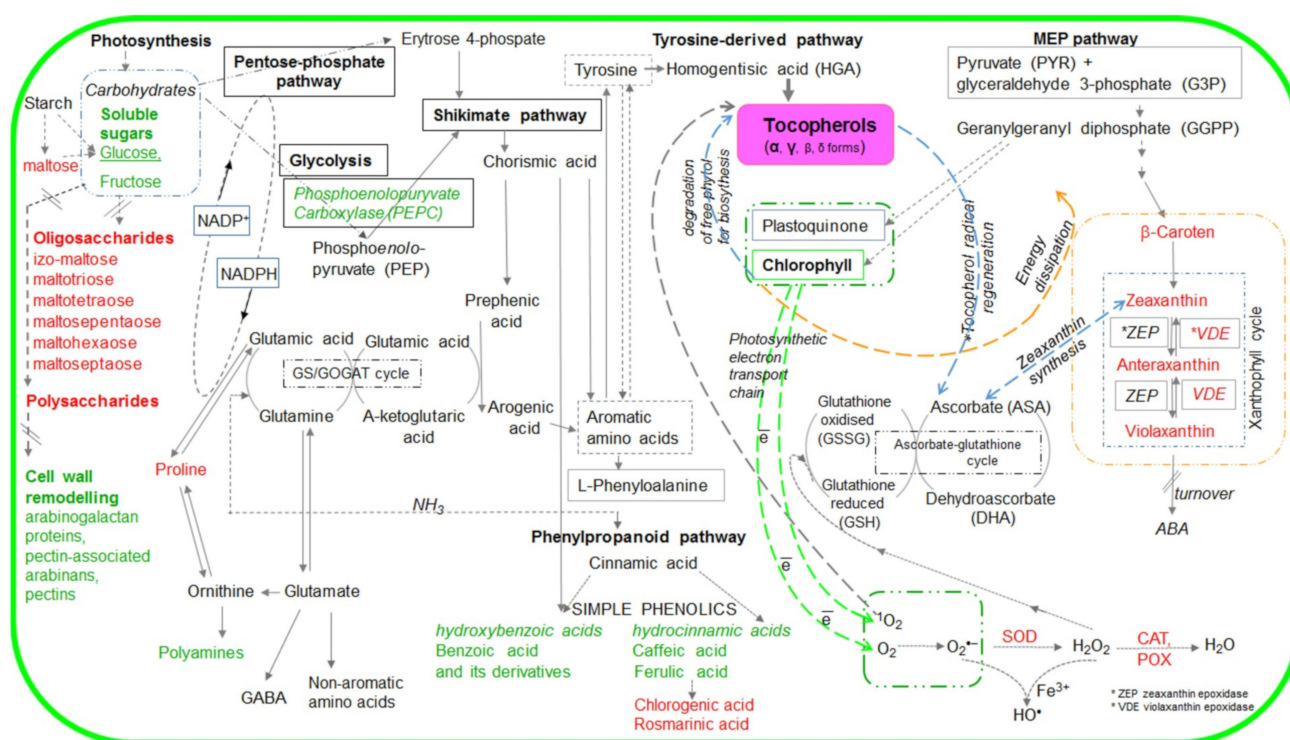 Photosynthesis
Carbohydrates
Starch
Soluble
sugars
Glucose,
maltose
Fructose
Pentose-phosphate
pathway
Erytrose 4-phospate
Shikimate pathway
Glycolysis
Phosphoenolopuryvate
Carboxylase (PEPC)
Phosphoenolo-
pyruvate (PEP)
NADP+
NADPH
Oligosaccharides
izo-maltose
maltotriose
maltotetraose
maltosepentaose
maltohexaose
maltoseptaose
Polysaccharides
Cell wall
remodelling
arabinogalactan
proteins,
pectin-associated
arabinans,
pectins
Glutamic acid
Glutamic acid
GS/GOGAT cycle
Glutamine
A-ketoglutaric
acid
Proline
NH3
Ornithine
Glutamate
Polyamines
GABA
Non-aromatic
amino acids
Chorismic acid
Prephenic
acid
Arogenic
acid
Tyrosine
Aromatic
amino acids
L-Phenyloalanine
Phenylpropanoid pathway
Cinnamic acid
SIMPLE PHENOLICS
hydroxybenzoic acids
Benzoic acid
and its derivatives
hydrocinnamic acids
Caffeic acid
Ferulic acid
Chlorogenic acid
Rosmarinic acid
Tyrosine-derived pathway
Homogentisic acid (HGA)
Tocopherols
(α, γ, β, δ forms)
degradation
of free phytol
for biosythesis
Plastoquinone
Chlorophyll
*Tocopherol radical
regeneration
Energy
dissipation
Photosynthetic
electron
transport
chain
e
e
e
MEP pathway
Pyruvate (PYR) +
glyceraldehyde 3-phosphate (G3P)
Geranylgeranyl diphosphate (GGPP)
β-Caroten
Zeaxanthin
*ZEP
*VDE
Anteraxanthin
ZEP
VDE
Violaxanthin
Xanthophyll cycle
Zeaxanthin
synthesis
turnover
ABA
Glutathione
oxidised
(GSSG)
Ascorbate (ASA)
Ascorbate-glutathione
cycle
Glutathione
reduced
(GSH)
Dehydroascorbate
(DHA)
1O2
O2
O2•−
SOD
H2O2
CAT,
POX
H2O
Fe3+
HO•
* ZEP zeaxanthin epoxidase
* VDE violaxanthin epoxidase